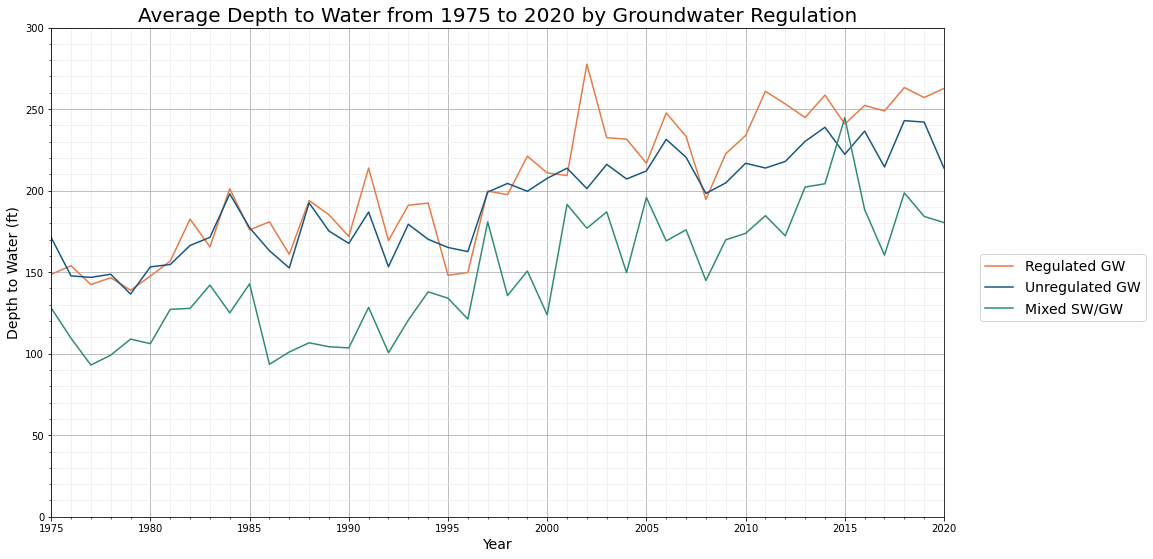 Average Depth to Water from 1975 to 2020 by Groundwater Regulation
300
250
200
150
100
50
0
Depth to Water (ft)
1975 1980 1985 1990 1995 2000 2005 2010 2015 2020
Year
Regulated GW
Unregulated GW
Mixed SW/GW